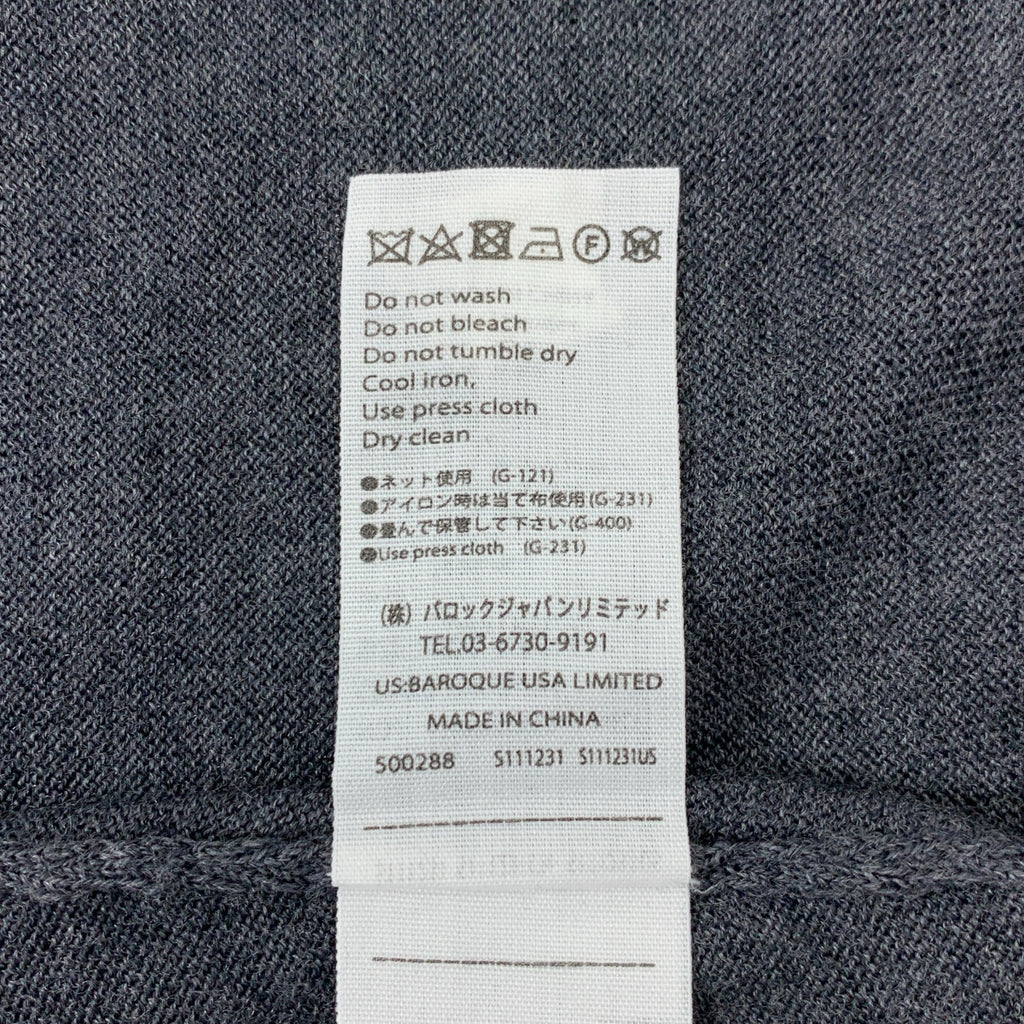 F W
Do not wash
Do not bleach
Do not tumble dry
Cool iron,
Use press cloth
Dry clean
●ネット使用 (G-121)
●アイロン時は当て布使用(G-231)
●畳んで保管して下さい(G-400)
●Use press cloth (G-231)
(株) バロックジャパンリミテッド
TEL.03-6730-9191
US:BAROQUE USA LIMITED
MADE IN CHINA
500288 S111231 S111231US